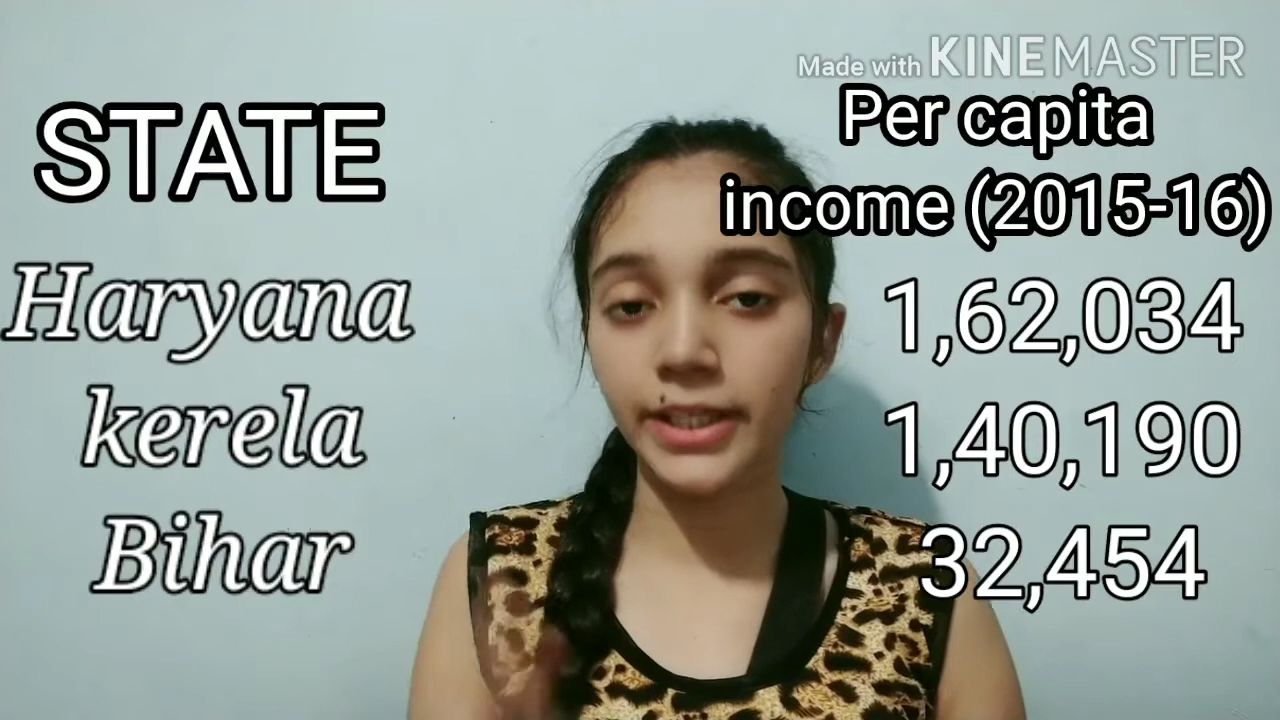 Made with KINEMASTER
STATE
Per capita
income (2015-16)
Haryana 1,62,034
kerela 1,40,190
Bihar 32,454